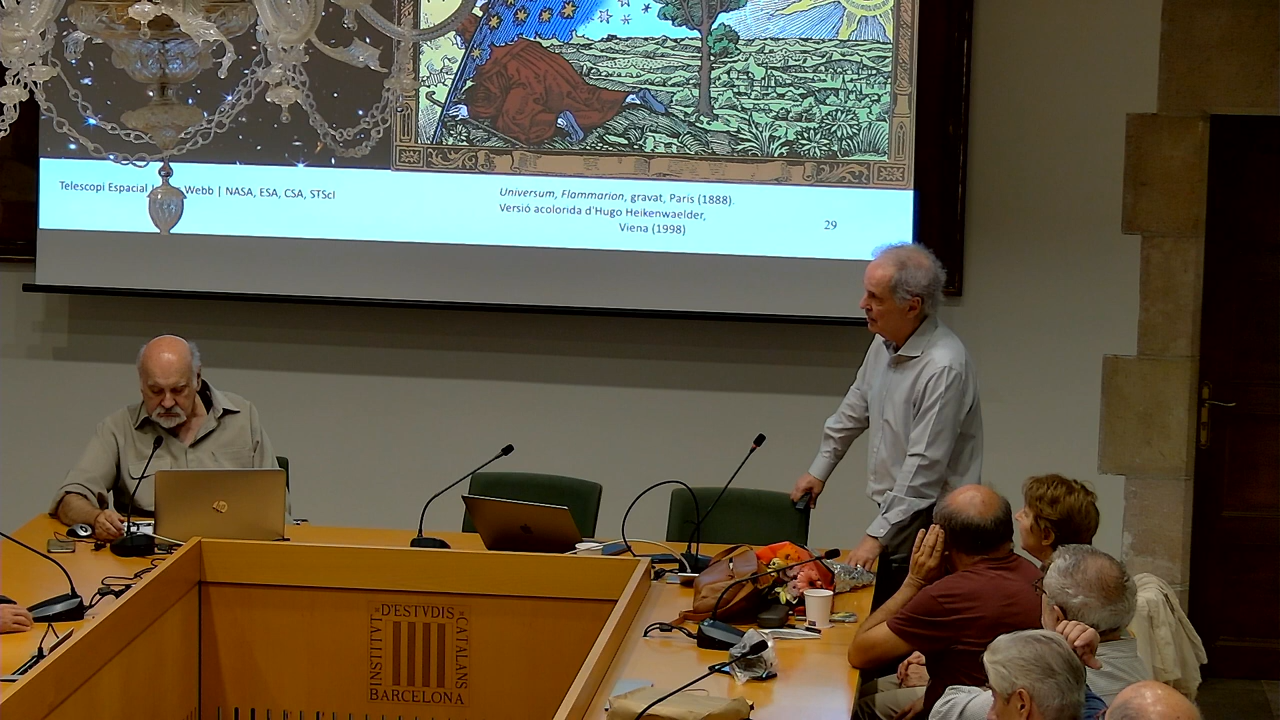 Telescopi Espacial Webb | NASA, ESA, CSA, STScI
Universum, Flammarion, gravat, Paris (1888).
Versió acolorida d'Hugo Heikenwaelder,
Viena (1998)
29
INSTITVT
D'ESTVDIS
CATALANS
BARCELONA
hp